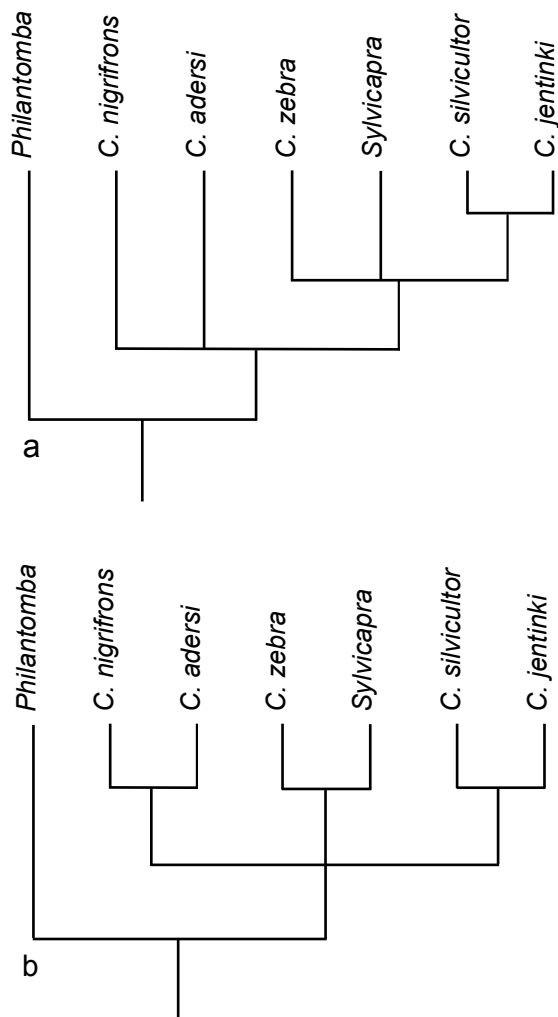 Philantomba
C. nigrifrons
C. adersi
C. zebra
Sylvicapra
C. silvicultor
C. jentinki
a
Philantomba
C. nigrifrons
C. adersi
C. zebra
Sylvicapra
C. silvicultor
C. jentinki
b